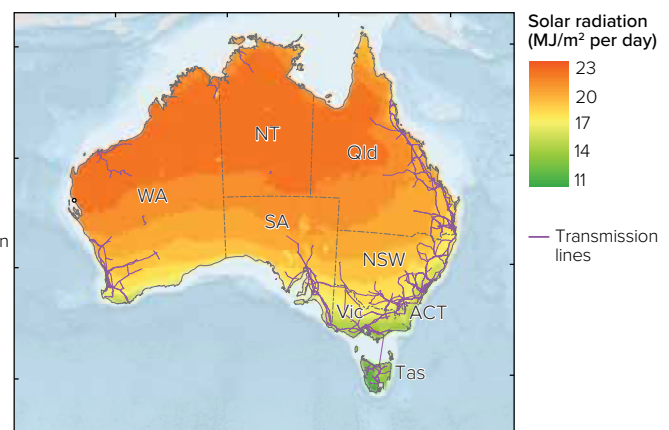 Solar radiation
(MJ/m² per day)
23
20
17
14
11
Transmission
lines
NT
Qld
WA
SA
NSW
Vic
ACT
Tas
n